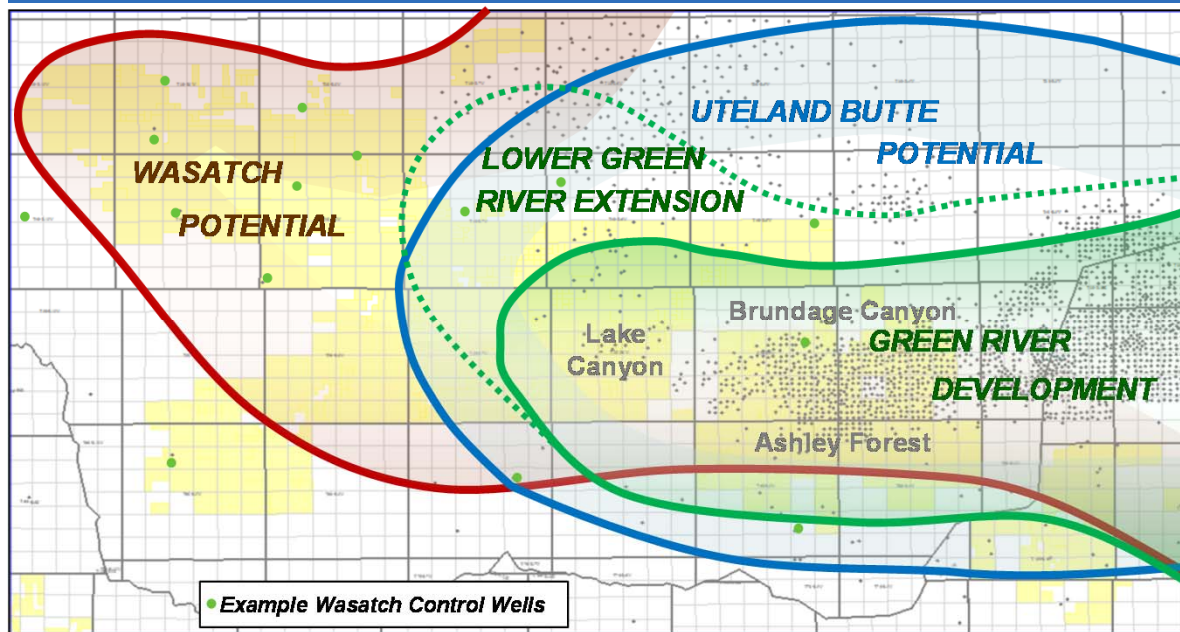 UTELAND BUTTE
POTENTIAL
LOWER GREEN
RIVER EXTENSION
WASATCH
POTENTIAL
Brundage Canyon
Lake
Canyon
GREEN RIVER
DEVELOPMENT
Ashley Forest
Example Wasatch Control Wells